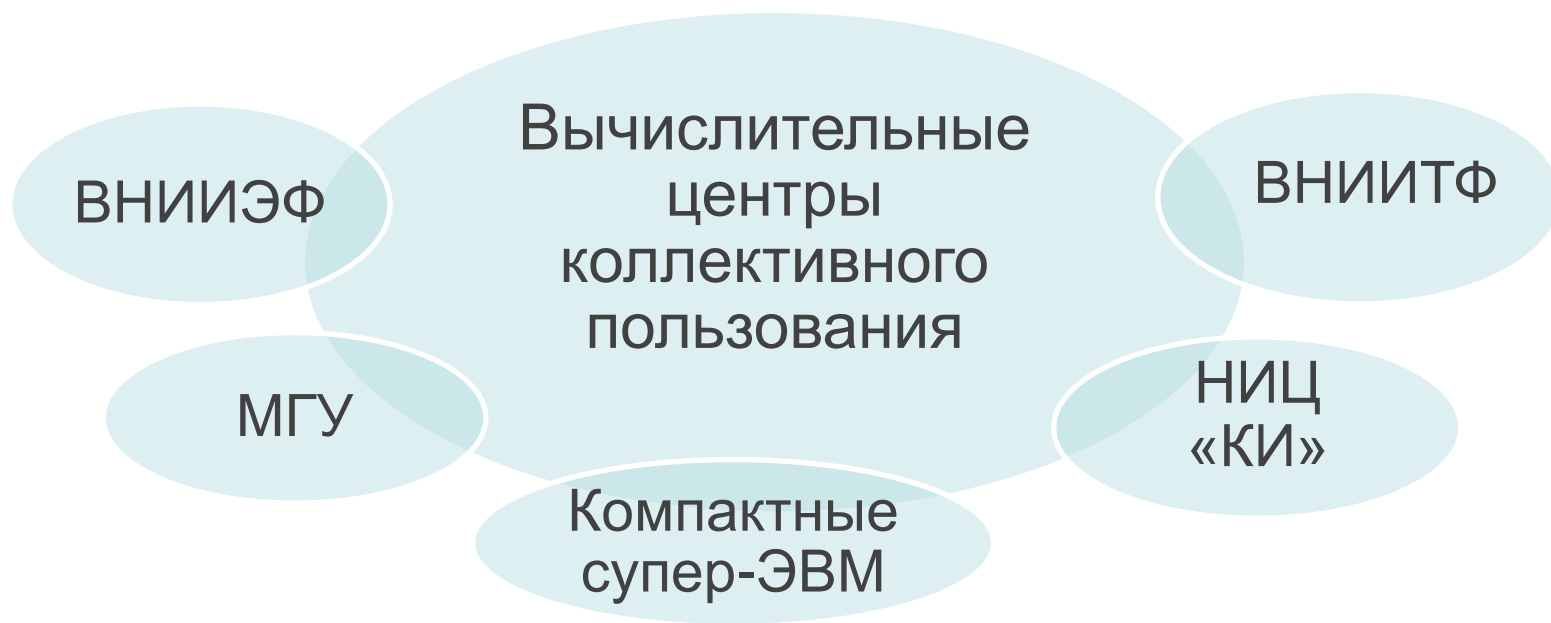 Вычислительные
центры
коллективного
пользования
ВНИИЭФ
ВНИИТФ
МГУ
НИЦ
«КИ»
Компактные
супер-ЭВМ